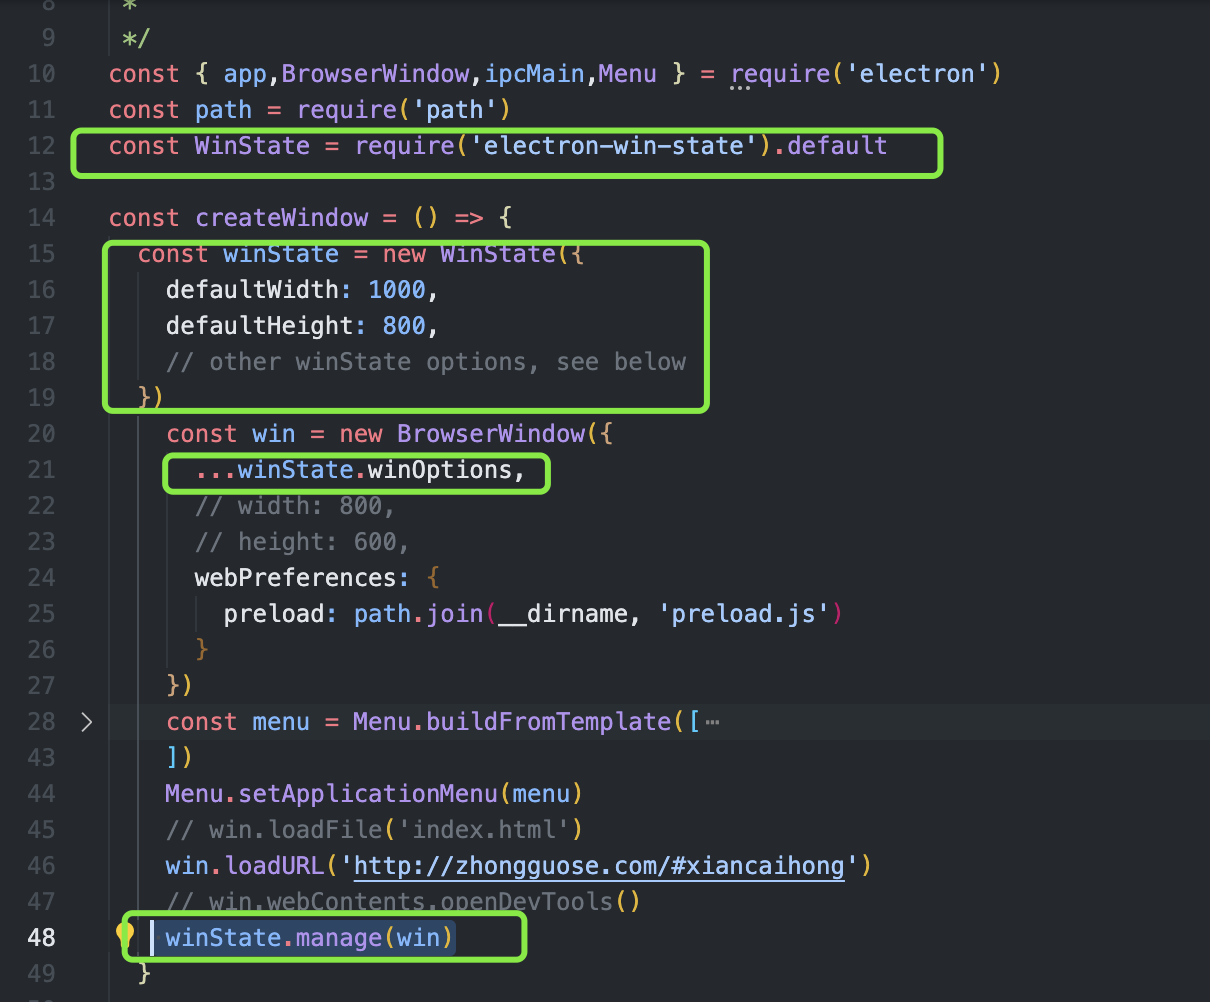 8 *
9 */
10 const { app,BrowserWindow,ipcMain,Menu } = require('electron')
11 const path = require('path')
12 const WinState = require('electron-win-state').default
13
14 const createWindow = () => {
15 const winState = new WinState({
16 defaultWidth: 1000,
17 defaultHeight: 800,
18 // other winState options, see below
19 })
20 const win = new BrowserWindow({
21 ...winState.winOptions,
22 // width: 800,
23 // height: 600,
24 webPreferences: {
25 preload: path.join(__dirname, 'preload.js')
26 }
27 })
28 const menu = Menu.buildFromTemplate([ ⋯
43 ])
44 Menu.setApplicationMenu(menu)
45 // win.loadFile('index.html')
46 win.loadURL('http://zhongguose.com/#xiancaihong')
47 // win.webContents.openDevTools()
48 winState.manage(win)
49 }